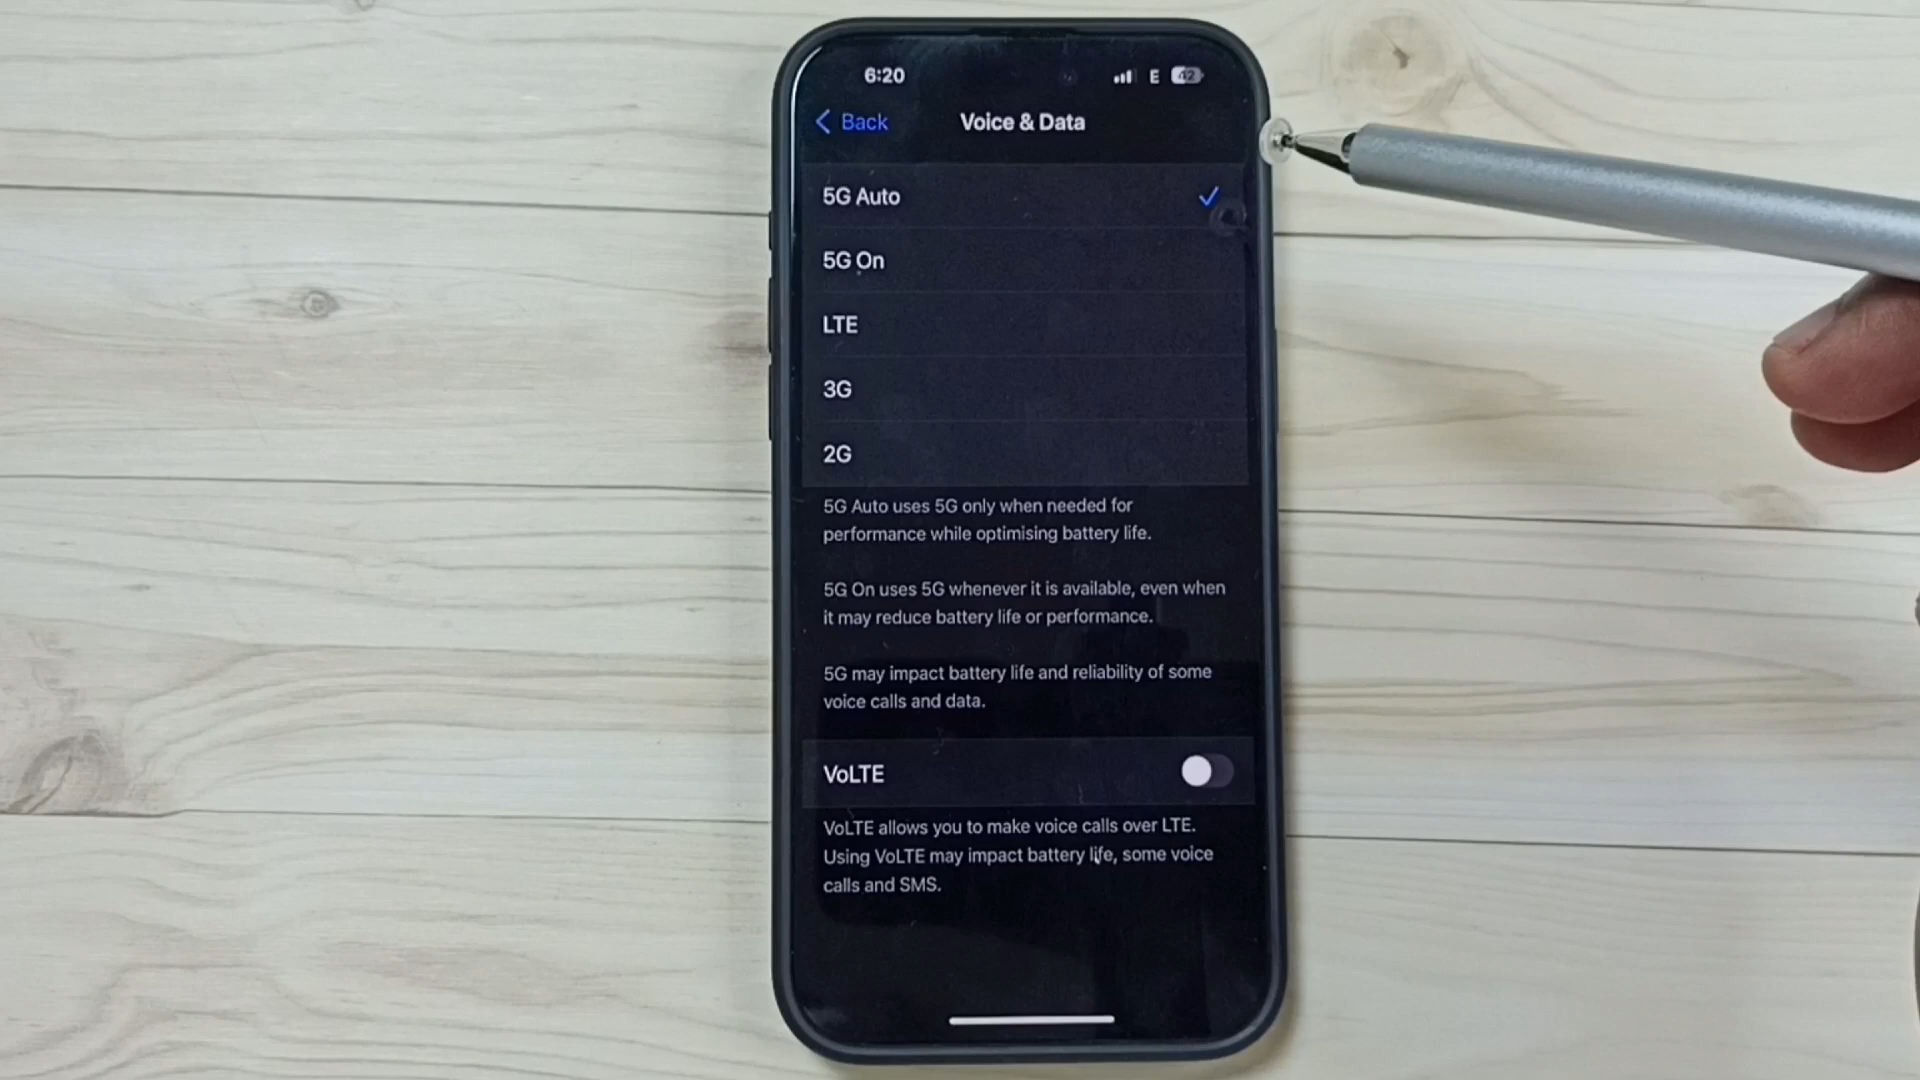 6:20 E 42
Back Voice & Data
5G Auto
5G On
LTE
3G
2G
5G Auto uses 5G only when needed for
performance while optimising battery life.
5G On uses 5G whenever it is available, even when
it may reduce battery life or performance.
5G may impact battery life and reliability of some
voice calls and data.
VoLTE
VoLTE allows you to make voice calls over LTE.
Using VoLTE may impact battery life, some voice
calls and SMS.